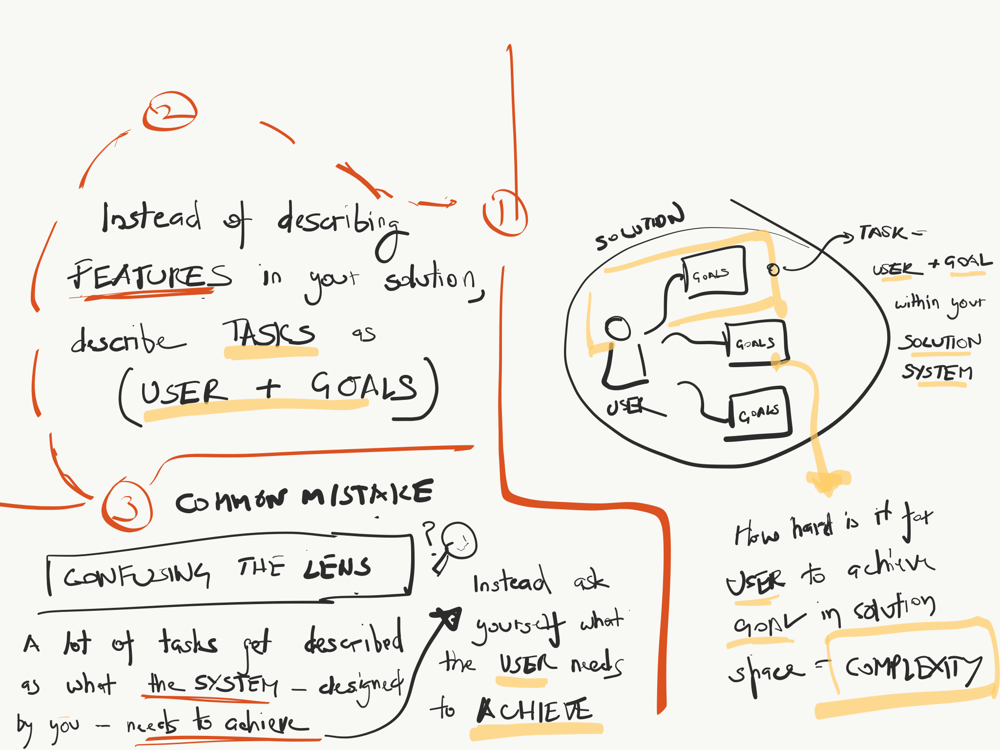 2
Instead of describing
FEATURES in your solution,
describe TASKS as
(USER + GOALS)
1
SOLUTION
GOALS
GOALS
GOALS
USER
TASK =
USER + GOAL
within your
SOLUTION
SYSTEM
How hard is it for
USER to achieve
GOAL in solution
space = COMPLEXITY
3
COMMON MISTAKE
CONFUSING THE LENS
?
A lot of tasks get described
as what the SYSTEM - designed
by you - needs to achieve
Instead ask
yourself what
the USER needs
to ACHIEVE